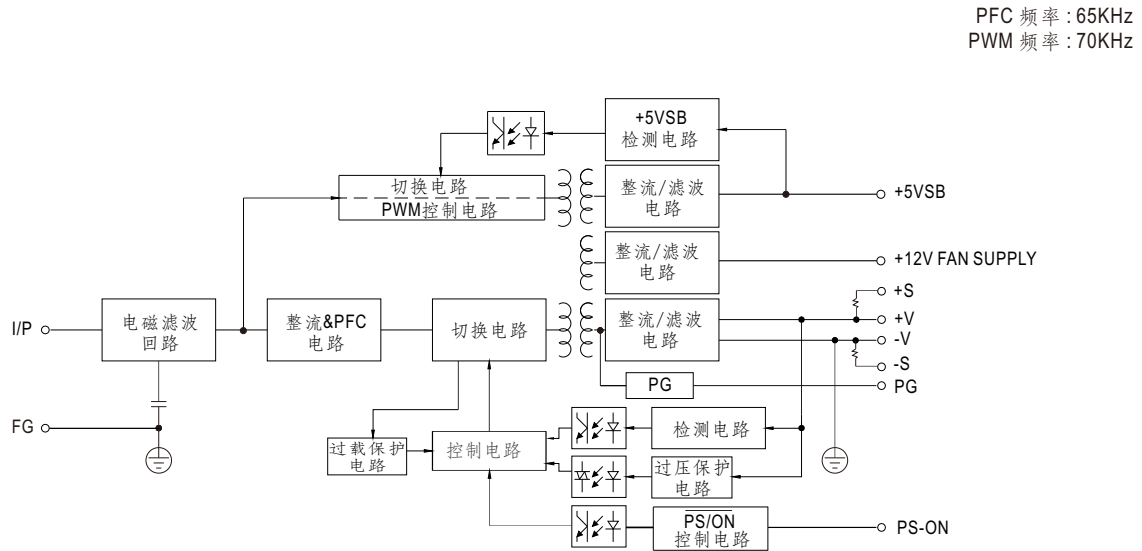 PFC 频率 : 65KHz
PWM 频率 : 70KHz
+5VSB
检测电路
切换电路
PWM控制电路
整流/滤波
电路
+5VSB
整流/滤波
电路
+12V FAN SUPPLY
I/P
电磁滤波
回路
整流&PFC
电路
切换电路
整流/滤波
电路
+S
+V
-V
-S
PG
PG
FG
过载保护
电路
控制电路
检测电路
过压保护
电路
PS/ON
控制电路
PS-ON